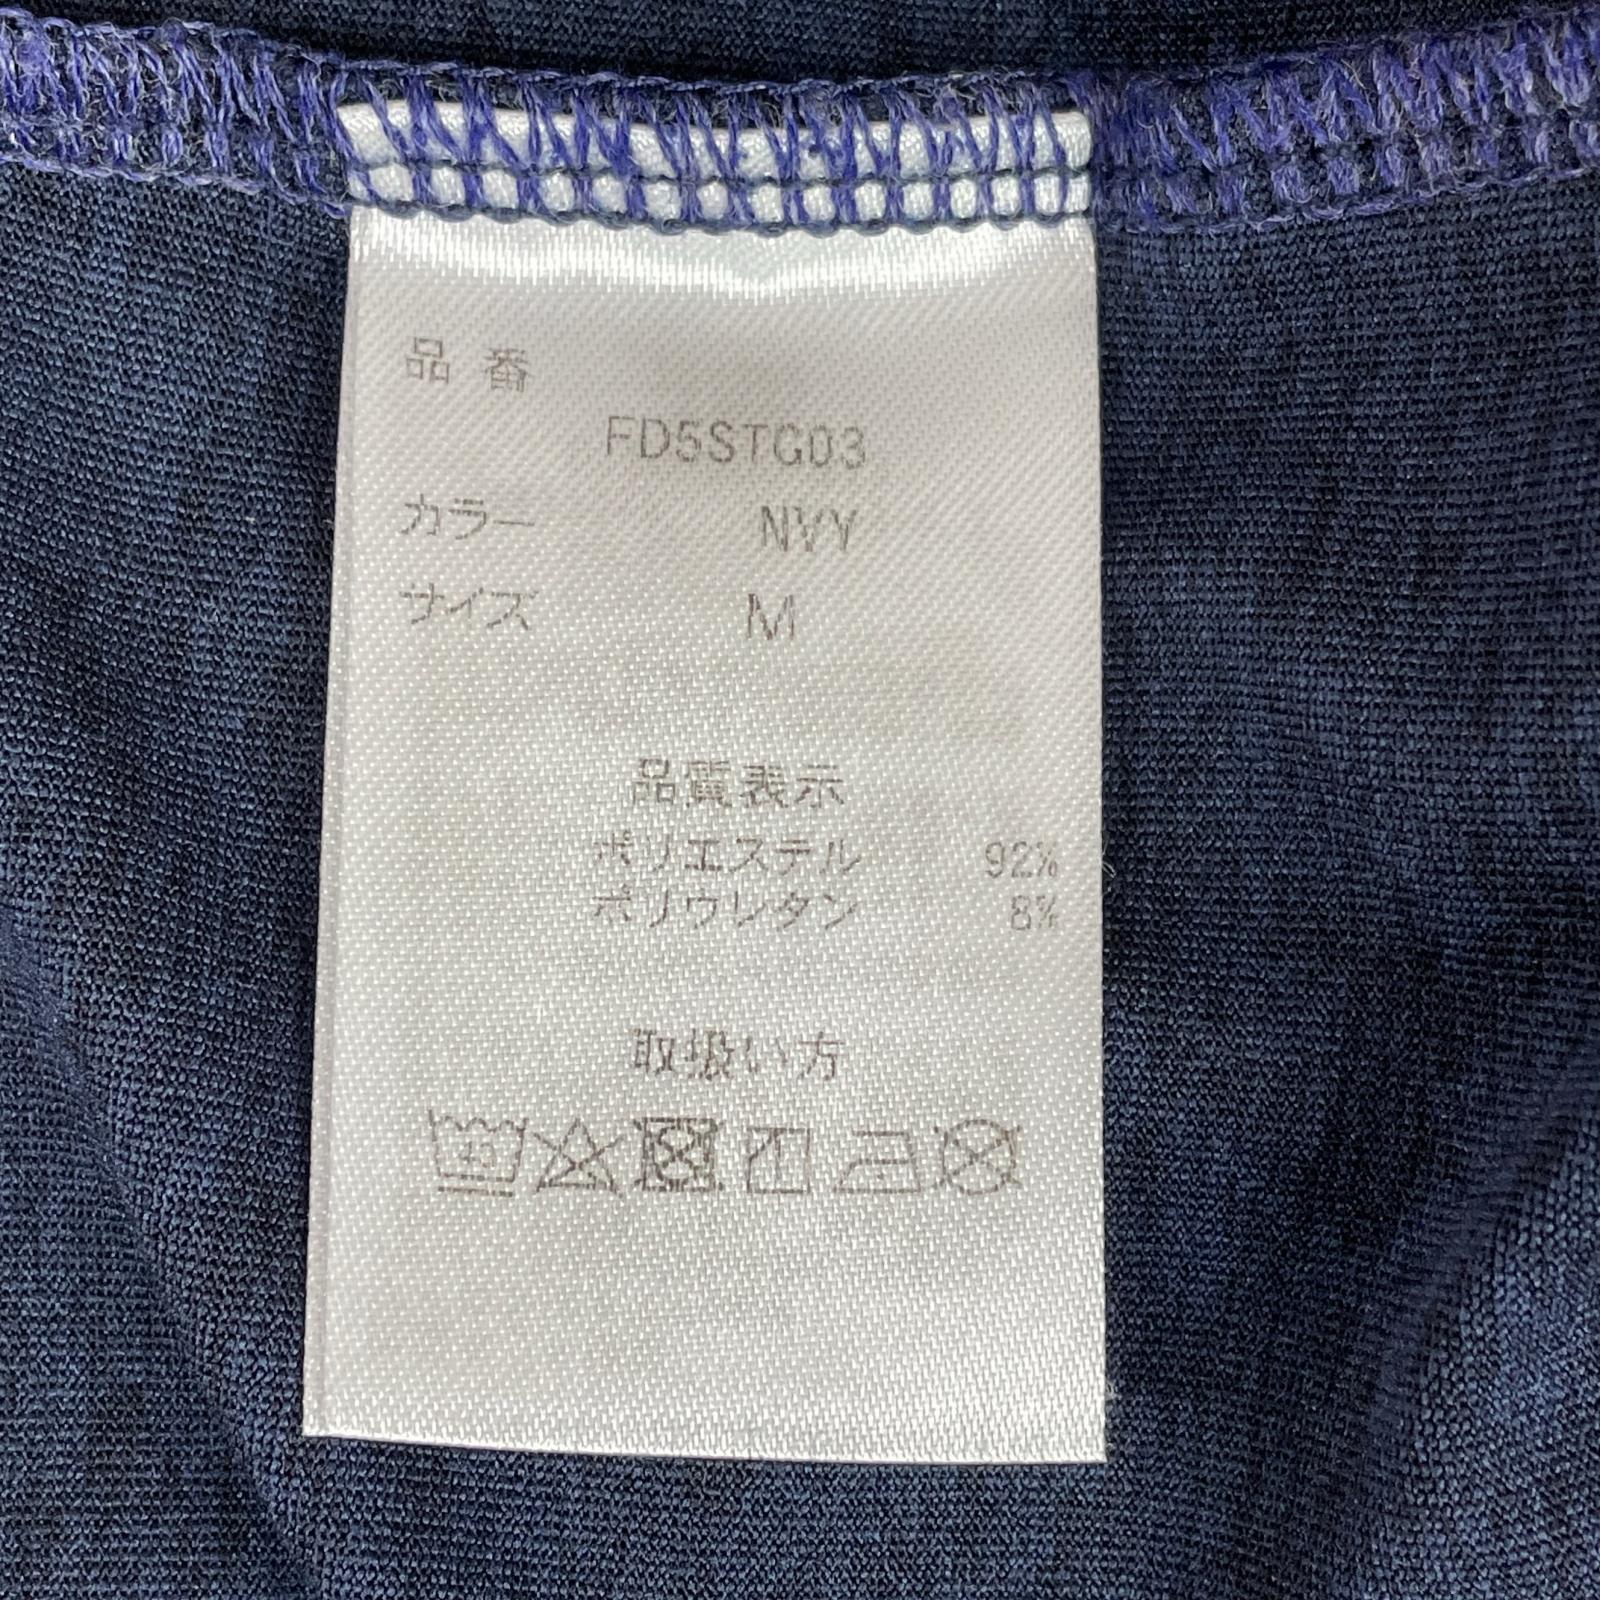 品番
FD5STG03
カラー NVY
サイズ M
品質表示
ポリエステル 92%
ポリウレタン 8%
取扱い方
40